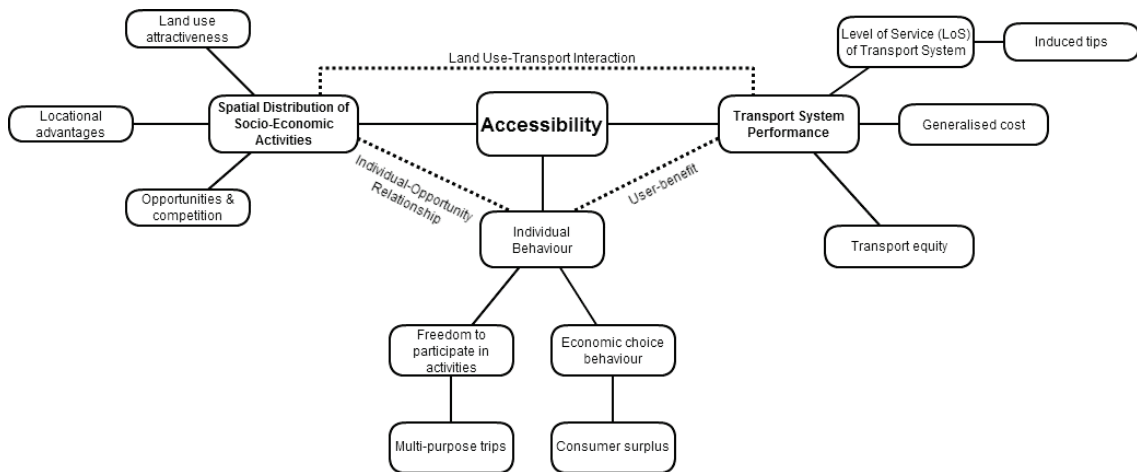 Land use
attractiveness
Level of Service (LoS)
of Transport System
Induced tips
Land Use-Transport Interaction
Locational
advantages
Spatial Distribution of
Socio-Economic
Activities
Accessibility
Transport System
Performance
Generalised cost
Individual-Opportunity
Relationship
User-benefit
Opportunities &
competition
Individual
Behaviour
Transport equity
Freedom to
participate in
activities
Economic choice
behaviour
Multi-purpose trips
Consumer surplus